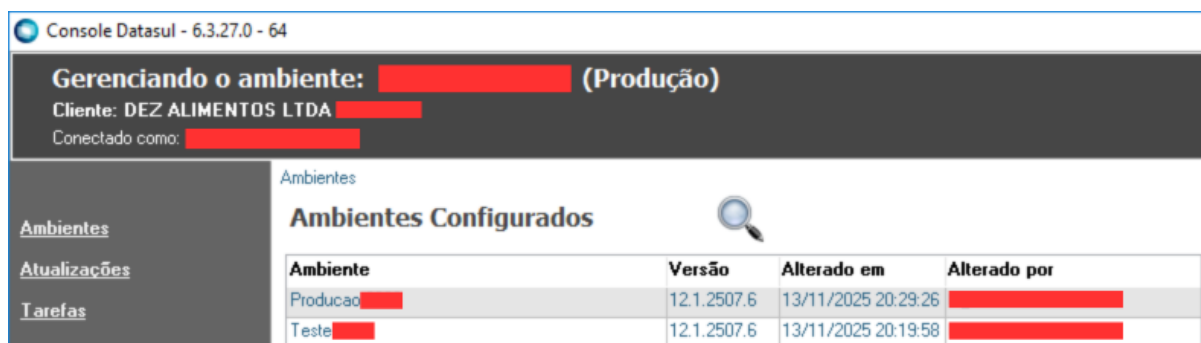 Console Datasul - 6.3.27.0 - 64
Gerenciando o ambiente: (Produção)
Cliente: DEZ ALIMENTOS LTDA
Conectado como:
Ambientes
Ambientes Configurados
Ambientes
Atualizações
Tarefas
Ambiente Versão Alterado em Alterado por
Producao 12.1.2507.6 13/11/2025 20:29:26
Teste 12.1.2507.6 13/11/2025 20:19:58